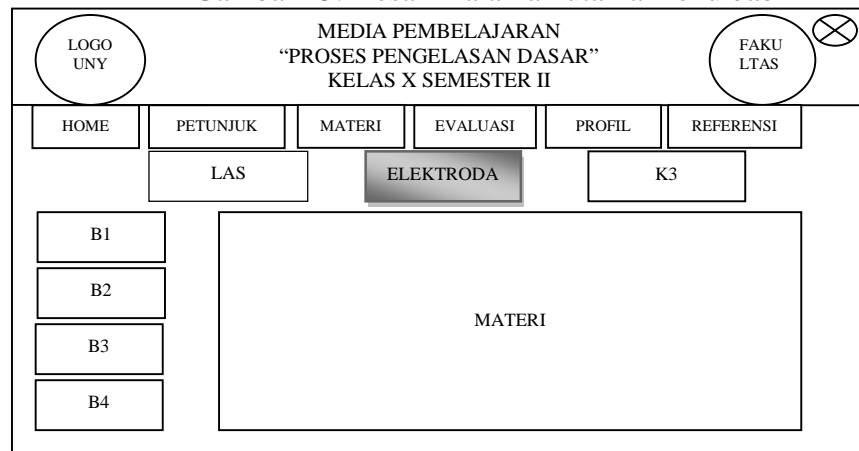 LOGO
UNY
MEDIA PEMBELAJARAN
“PROSES PENGELASAN DASAR”
KELAS X SEMESTER II
FAKU
LTAS
HOME PETUNJUK MATERI EVALUASI PROFIL REFERENSI
LAS ELEKTRODA K3
B1
B2
B3
B4
MATERI